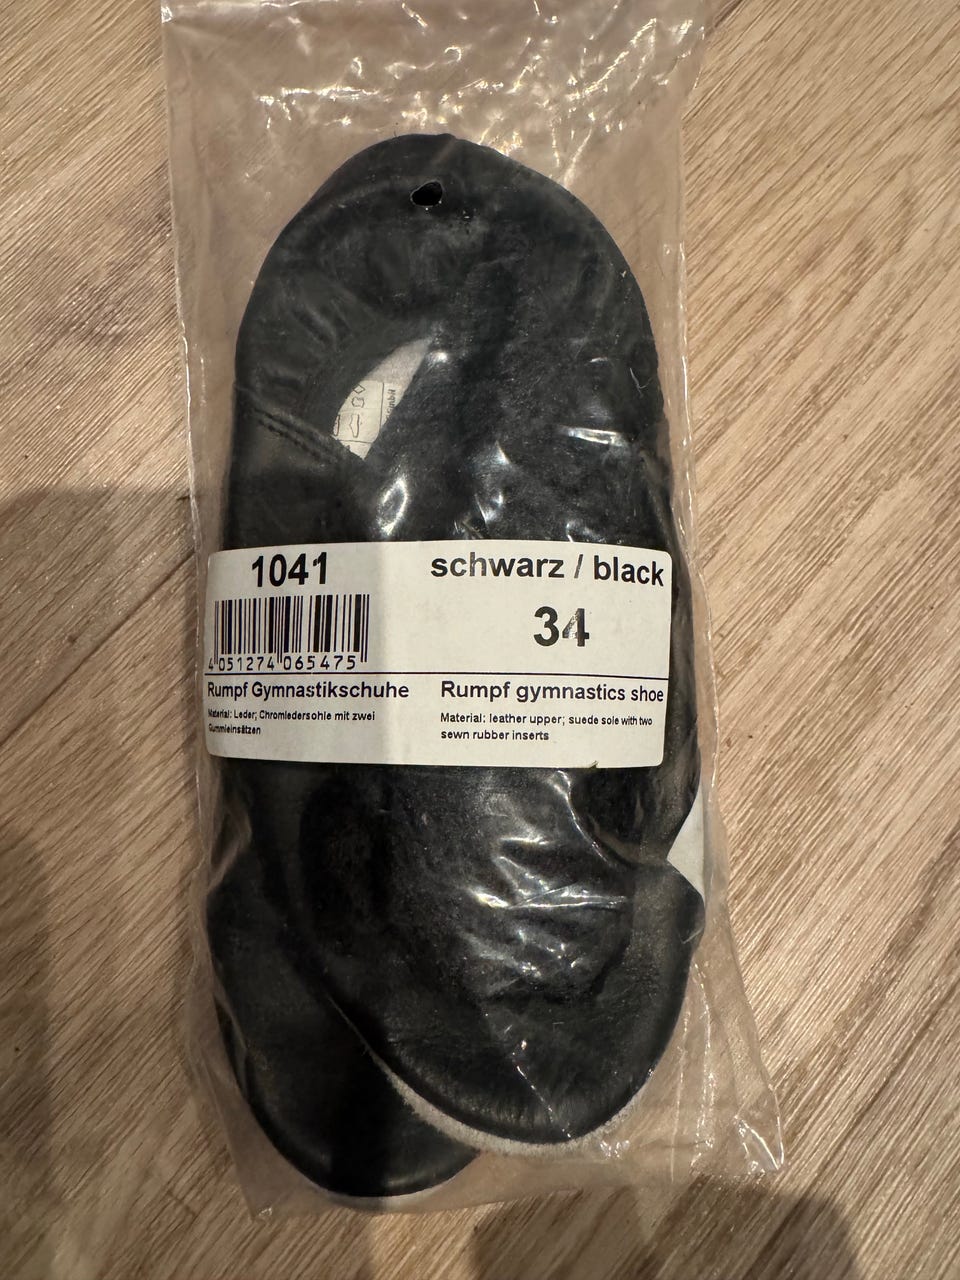 1041
schwarz / black
34
4 051274 065475
Rumpf Gymnastikschuhe
Rumpf gymnastics shoe
Material: Leder; Chromledersohle mit zwei
Gummieinsätzen
Material: leather upper; suede sole with two
sewn rubber inserts